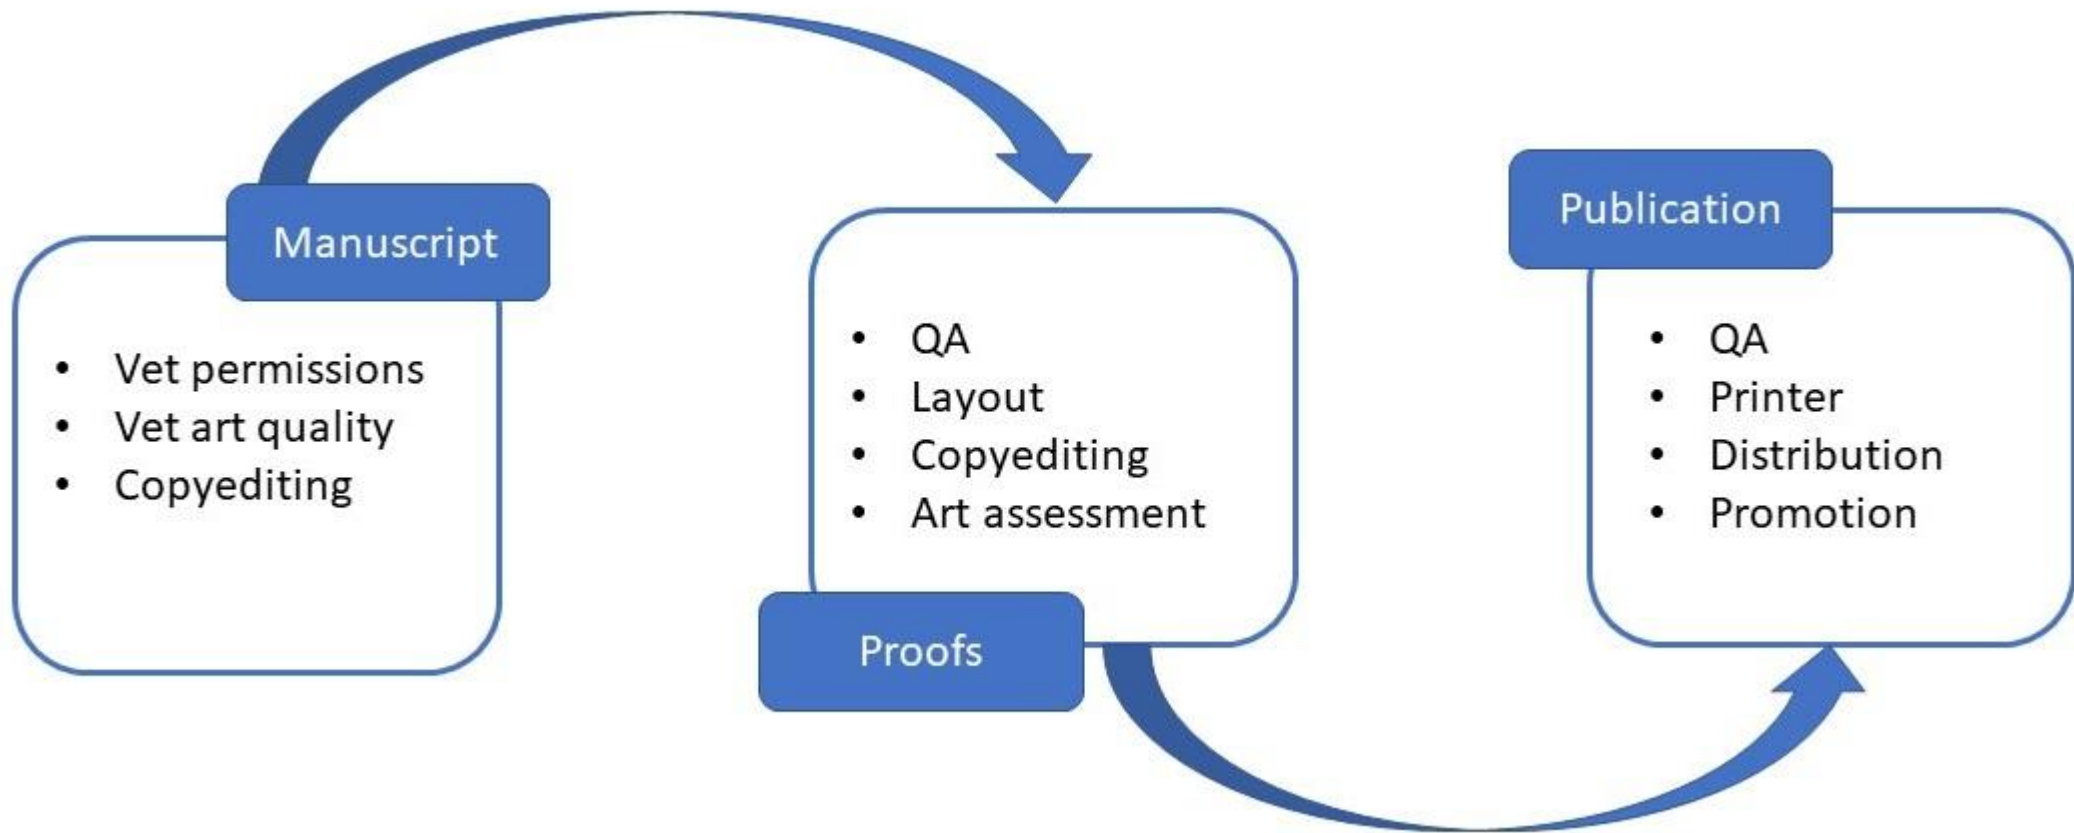 Manuscript
• Vet permissions
• Vet art quality
• Copyediting
• QA
• Layout
• Copyediting
• Art assessment
Proofs
Publication
• QA
• Printer
• Distribution
• Promotion